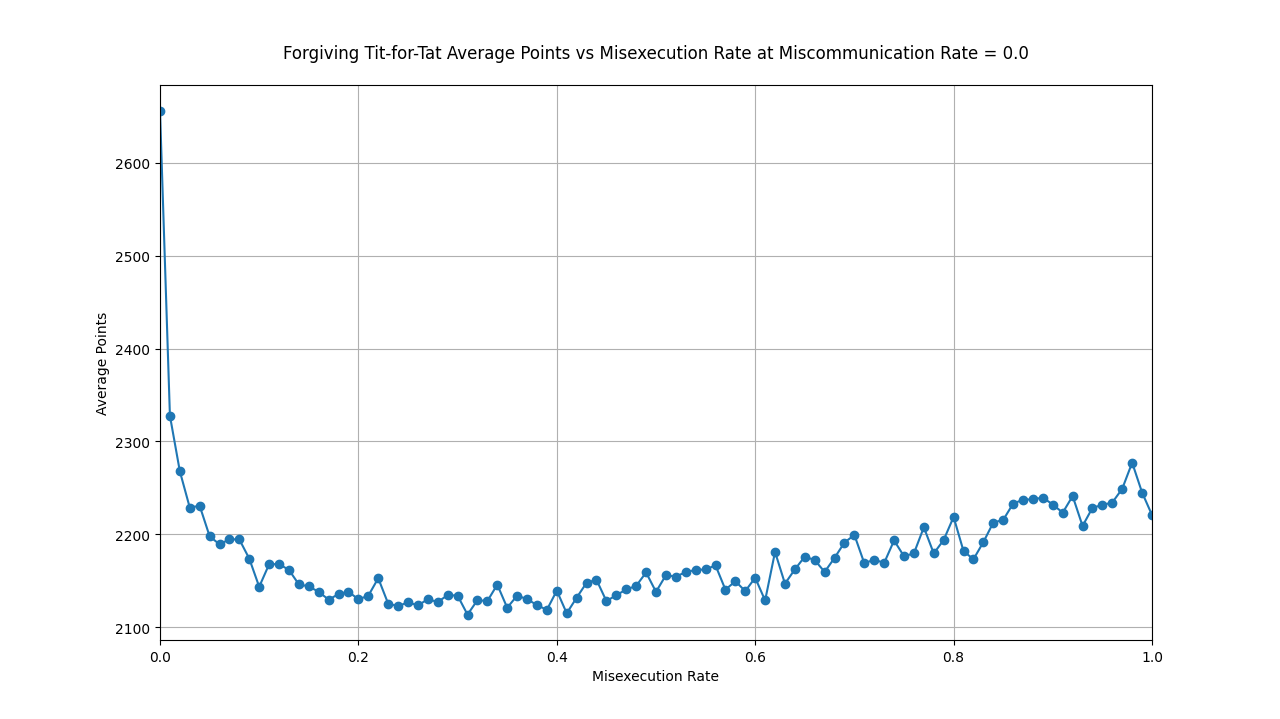 Forgiving Tit-for-Tat Average Points vs Misexecution Rate at Miscommunication Rate = 0.0
2600
2500
2400
2300
2200
2100
Average Points
0.0 0.2 0.4 0.6 0.8 1.0
Misexecution Rate